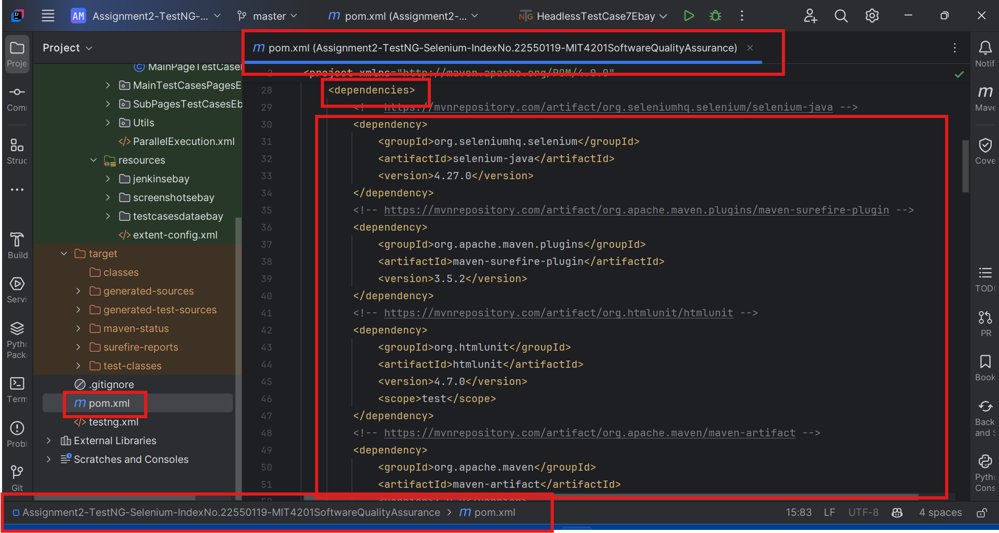 AM Assignment2-TestNG-... master pom.xml (Assignment2-... HeadlessTestCase7Ebay
Project
m pom.xml (Assignment2-TestNG-Selenium-IndexNo.22550119-MIT4201SoftwareQualityAssurance)
Proje
Comm
Struc
Build
Servi
Pytho
Packa
Term
Probl
Git
MainPageTestCaseE
MainTestCasesPagesE
SubPagesTestCasesEb
Utils
ParallelExecution.xml
resources
jenkinsebay
screenshotsebay
testcasesdataebay
extent-config.xml
target
classes
generated-sources
generated-test-sources
maven-status
surefire-reports
test-classes
.gitignore
m pom.xml
testng.xml
External Libraries
Scratches and Consoles
2 <project xmlns="http://maven.apache.org/POM/4.0.0"
28 <dependencies>
29 <!-- https://mvnrepository.com/artifact/org.seleniumhq.selenium/selenium-java -->
30 <dependency>
31 <groupId>org.seleniumhq.selenium</groupId>
32 <artifactId>selenium-java</artifactId>
33 <version>4.27.0</version>
34 </dependency>
35 <!-- https://mvnrepository.com/artifact/org.apache.maven.plugins/maven-surefire-plugin -->
36 <dependency>
37 <groupId>org.apache.maven.plugins</groupId>
38 <artifactId>maven-surefire-plugin</artifactId>
39 <version>3.5.2</version>
40 </dependency>
41 <!-- https://mvnrepository.com/artifact/org.htmlunit/htmlunit -->
42 <dependency>
43 <groupId>org.htmlunit</groupId>
44 <artifactId>htmlunit</artifactId>
45 <version>4.7.0</version>
46 <scope>test</scope>
47 </dependency>
48 <!-- https://mvnrepository.com/artifact/org.apache.maven/maven-artifact -->
49 <dependency>
50 <groupId>org.apache.maven</groupId>
51 <artifactId>maven-artifact</artifactId>
Notif
Mave
Cove
TODO
PR
Book
Back
and S
Pytho
Cons
Assignment2-TestNG-Selenium-IndexNo.22550119-MIT4201SoftwareQualityAssurance > m pom.xml
15:83 LF UTF-8 4 spaces